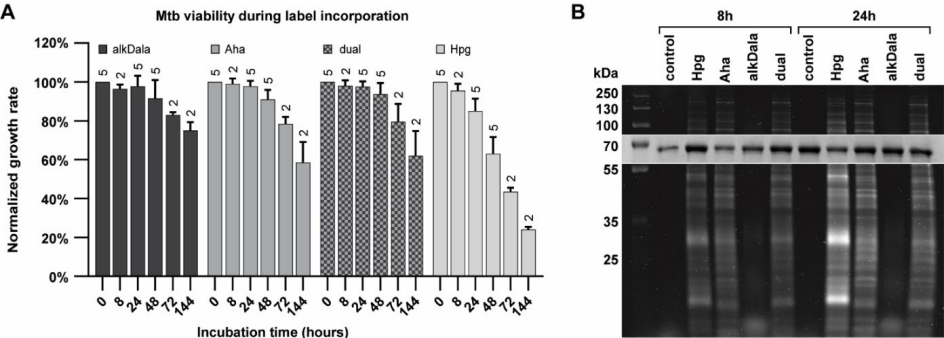 A
Mtb viability during label incorporation
Normalized growth rate
120%
100%
80%
60%
40%
20%
0%
alkDala
Aha
dual
Hpg
5 2 5 5 2 2
5 2 5 5 2 2
5 2 5 5 2 2
5 2 5 5 2 2
0 8 24 48 72 144
0 8 24 48 72 144
0 8 24 48 72 144
0 8 24 48 72 144
Incubation time (hours)
B
8h 24h
control Hpg Aha alkDala dual control Hpg Aha alkDala dual
kDa
250
130
100
70
55
35
25